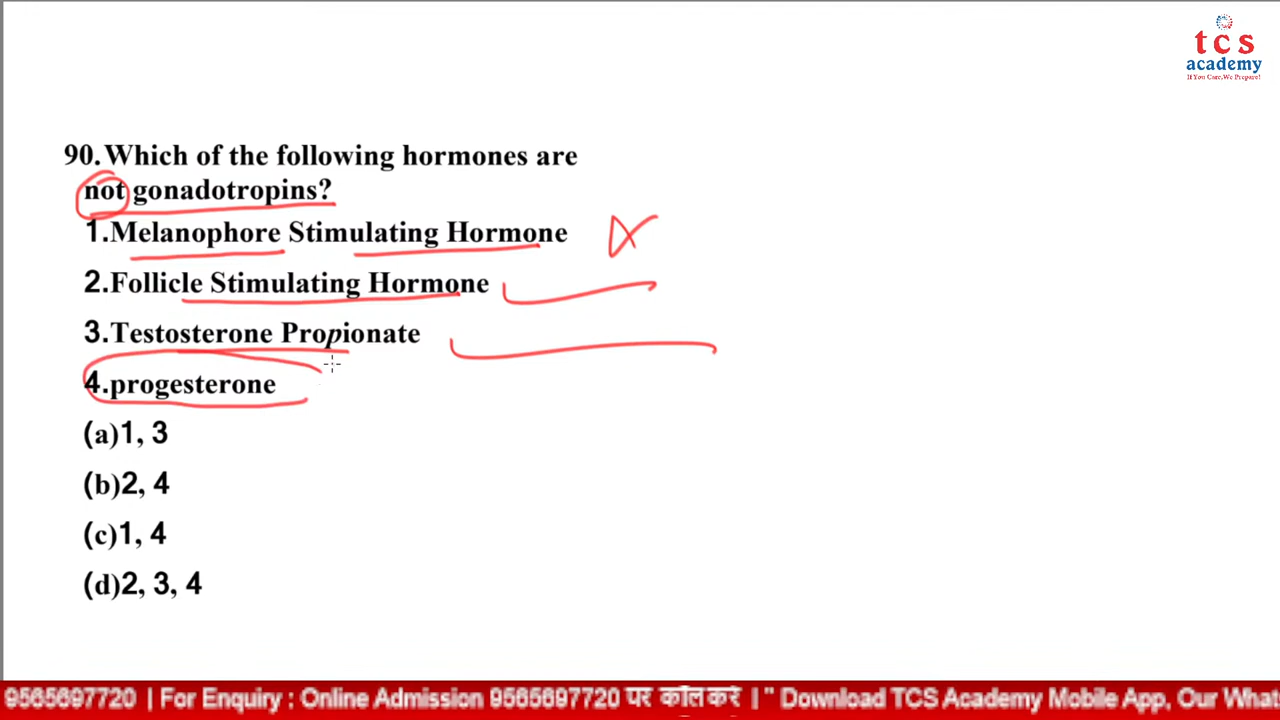 tcs
academy
If You Care,We Prepare!
90.Which of the following hormones are
not gonadotropins?
1.Melanophore Stimulating Hormone
2.Follicle Stimulating Hormone
3.Testosterone Propionate
4.progesterone
(a)1, 3
(b)2, 4
(c)1, 4
(d)2, 3, 4
9565697720 | For Enquiry : Online Admission 9565697720 पर कॉल करें | " Download TCS Academy Mobile App, Our What